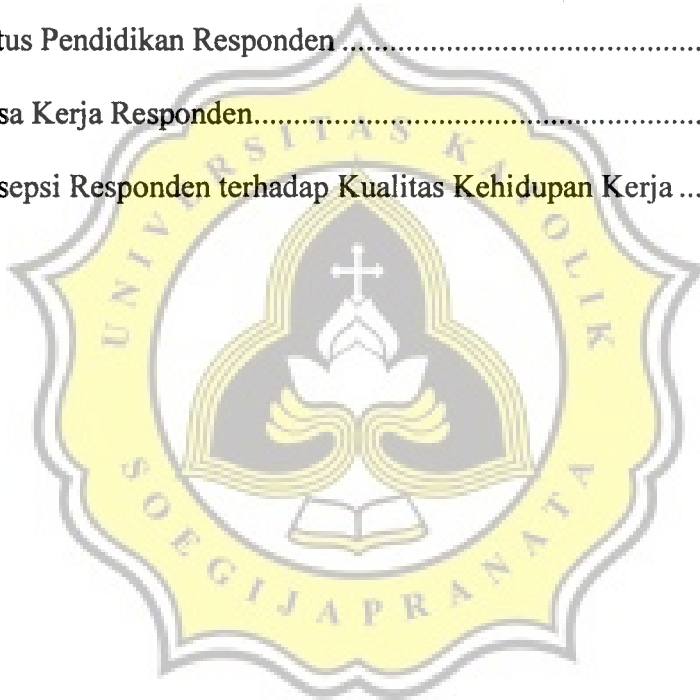 tus Pendidikan Responden ...............................................
sa Kerja Responden............................................................
sepsi Responden terhadap Kualitas Kehidupan Kerja ...
UNIVERSITAS KATOLIK
SOEGIJAPRANATA